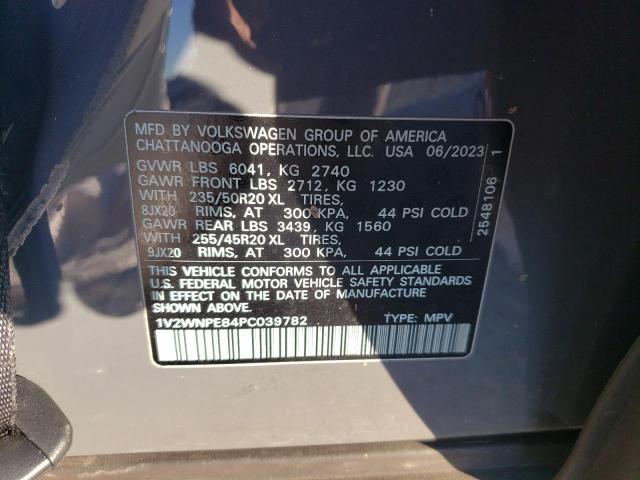 MFD BY VOLKSWAGEN GROUP OF AMERICA
CHATTANOOGA OPERATIONS, LLC. USA 06/2023
GVWR LBS 6041, KG 2740
GAWR FRONT LBS 2712, KG 1230
WITH 235/50R20 XL TIRES,
8JX20 RIMS, AT 300 KPA, 44 PSI COLD
GAWR REAR LBS 3439, KG 1560
WITH 255/45R20 XL TIRES,
9JX20 RIMS, AT 300 KPA, 44 PSI COLD
THIS VEHICLE CONFORMS TO ALL APPLICABLE
U.S. FEDERAL MOTOR VEHICLE SAFETY STANDARDS
IN EFFECT ON THE DATE OF MANUFACTURE
SHOWN ABOVE.
1V2WNPE84PC039782 TYPE: MPV
2548106 1